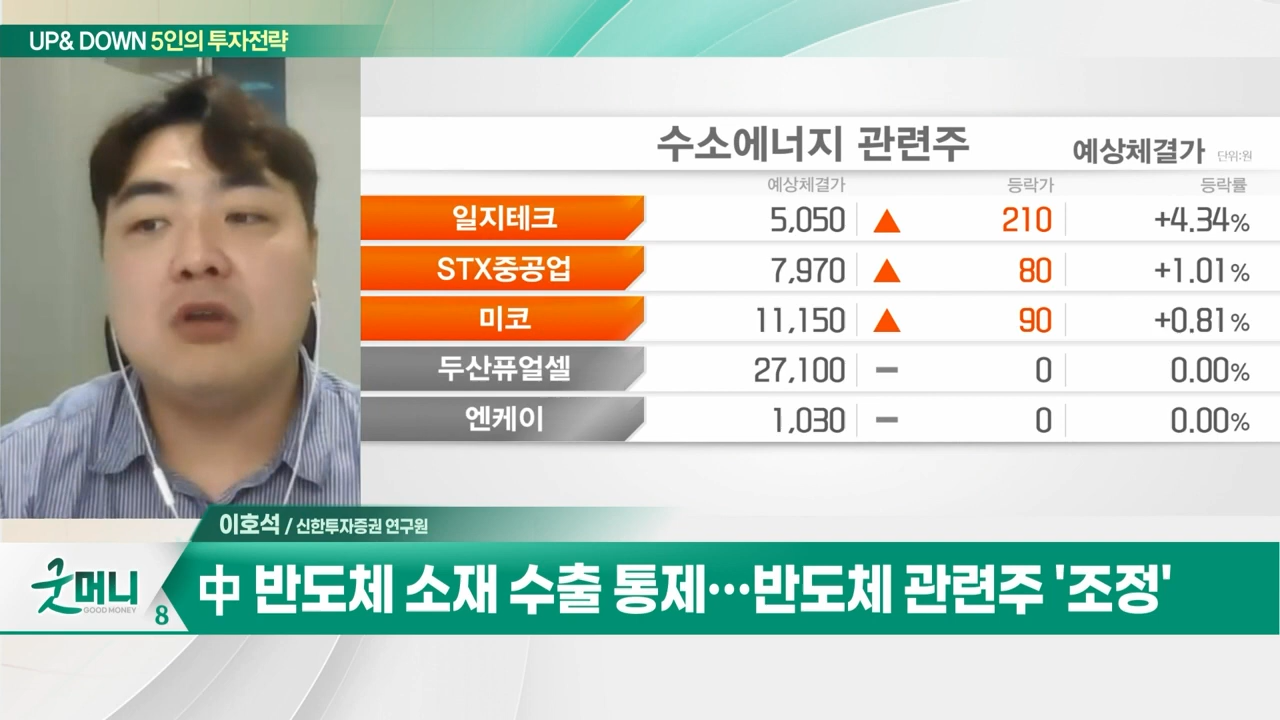 UP& DOWN 5인의 투자전략
수소에너지 관련주 예상체결가 단위:원
예상체결가 등락가 등락률
일지테크 5,050 ▲ 210 +4.34%
STX중공업 7,970 ▲ 80 +1.01%
미코 11,150 ▲ 90 +0.81%
두산퓨얼셀 27,100 - 0 0.00%
엔케이 1,030 - 0 0.00%
이호석 / 신한투자증권 연구원
굿머니
GOOD MONEY
8
中 반도체 소재 수출 통제…반도체 관련주 '조정'